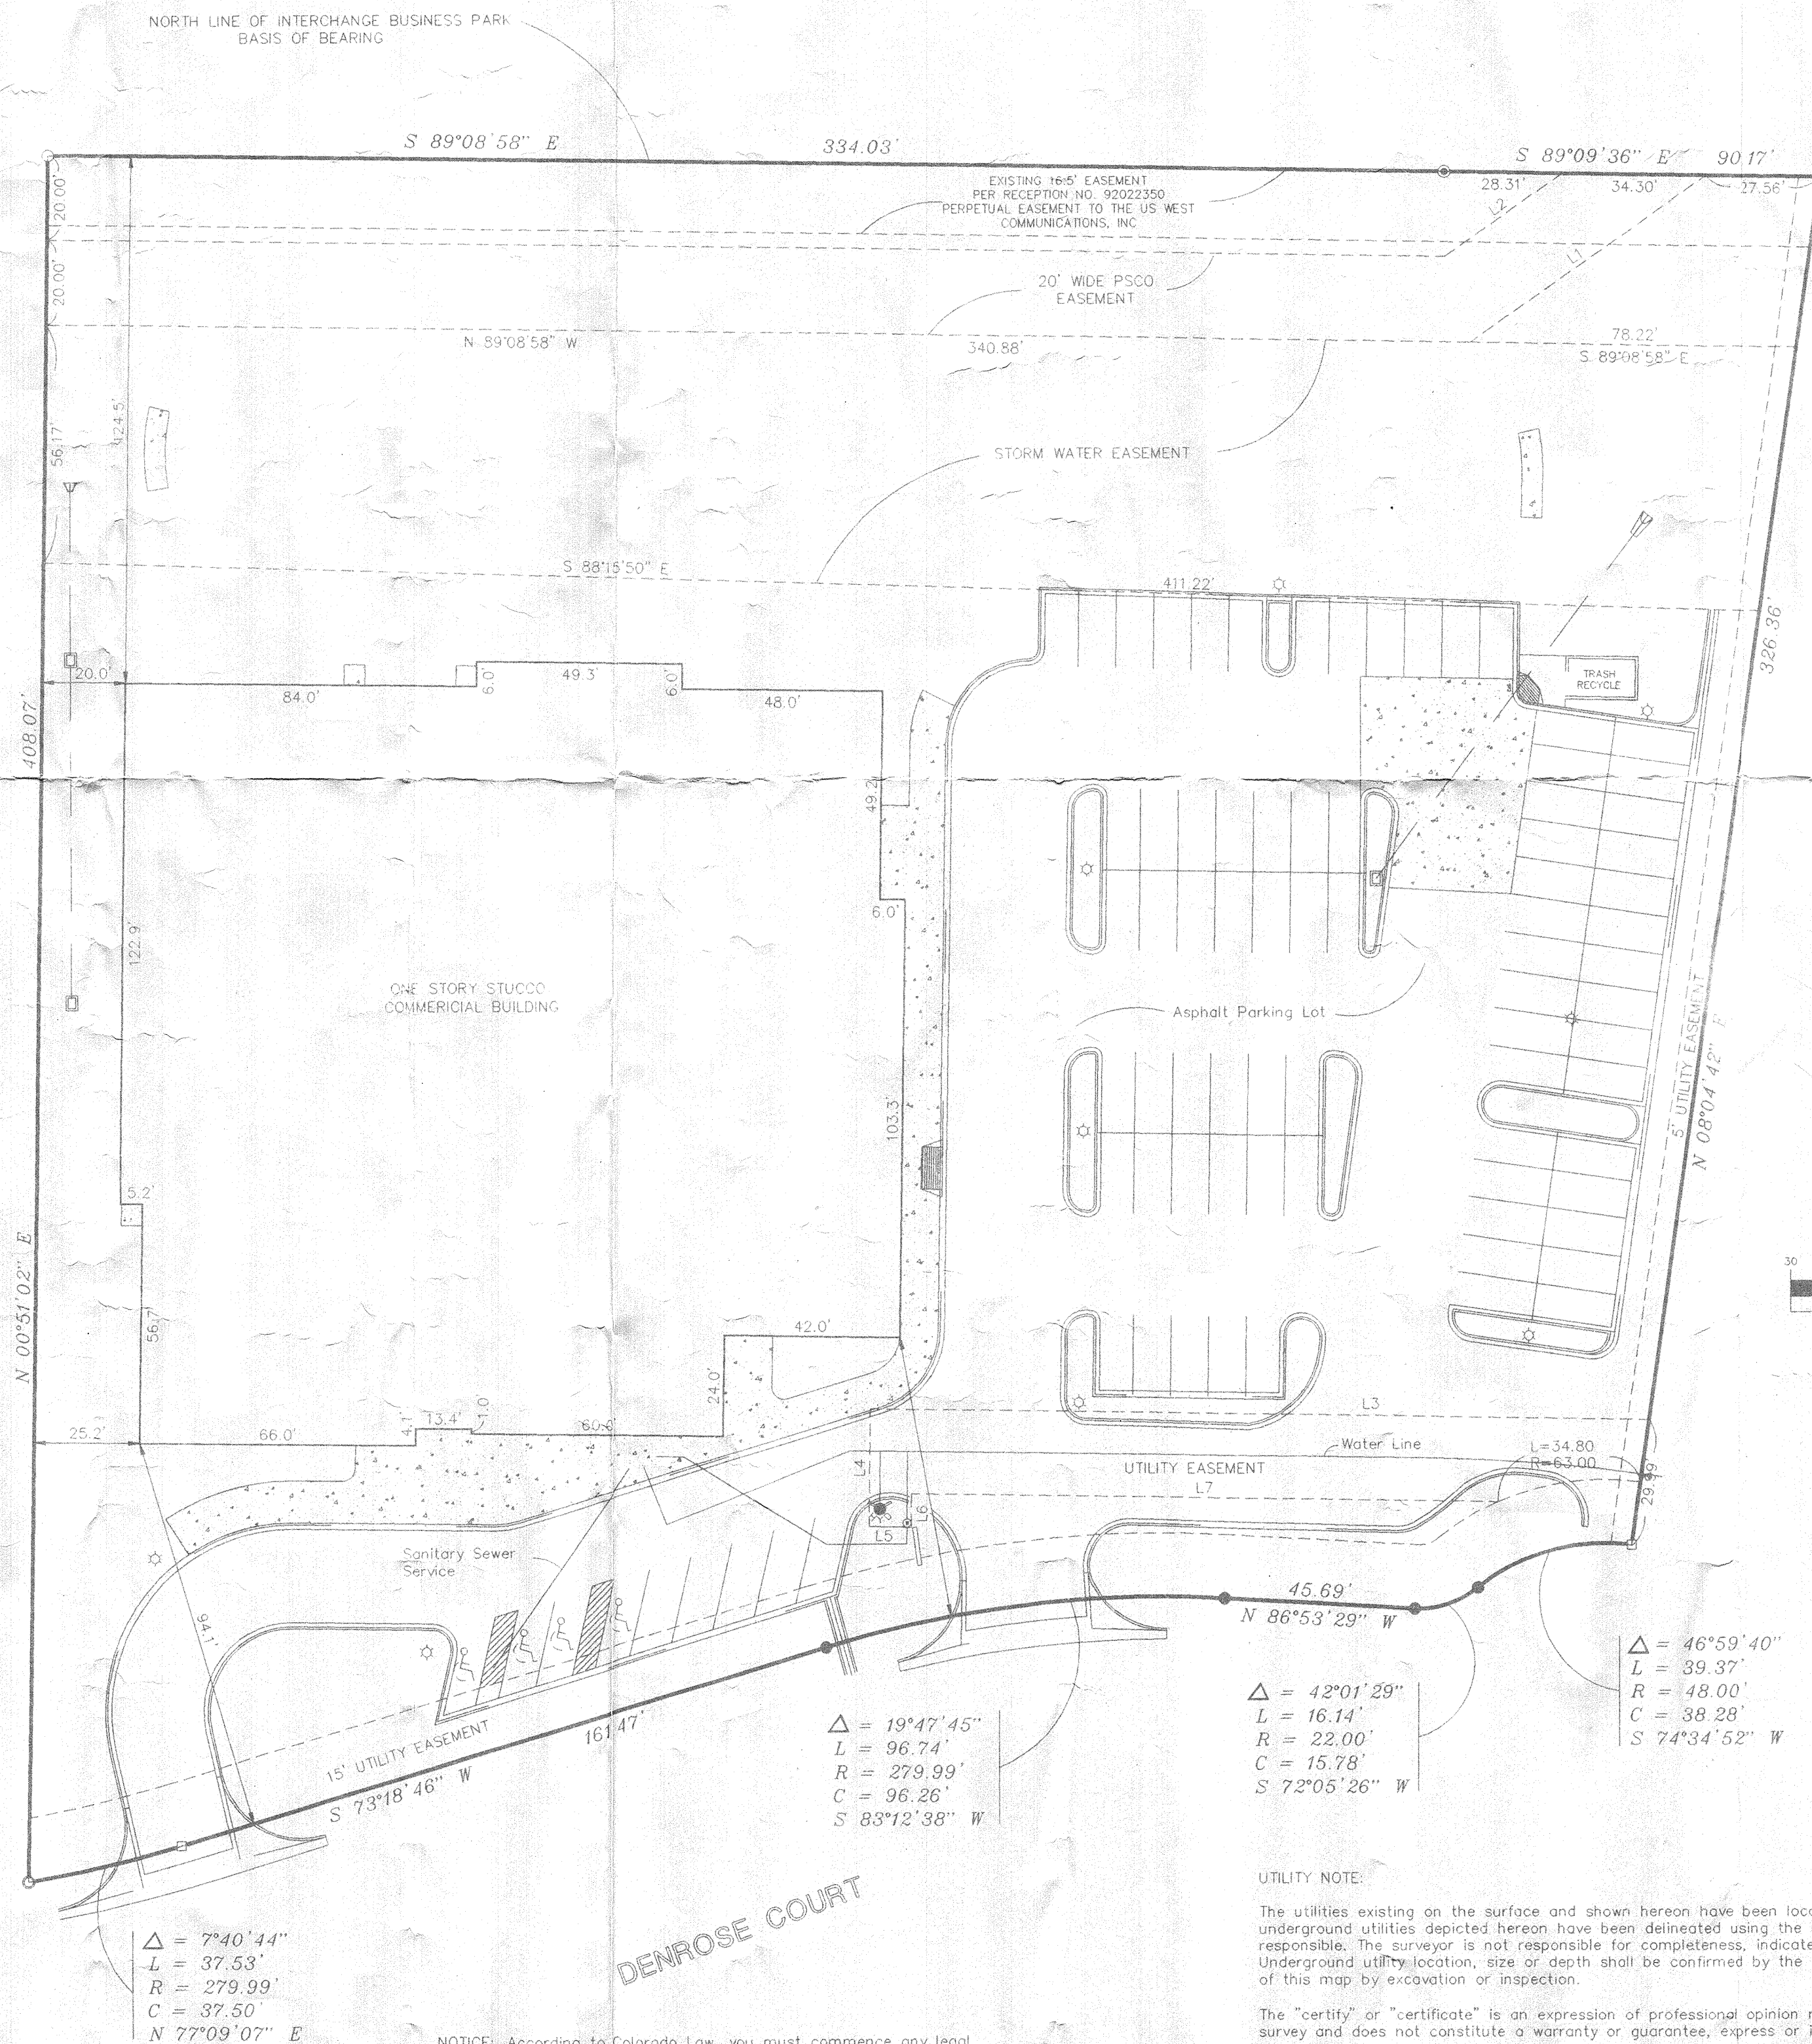 NORTH LINE OF INTERCHANGE BUSINESS PARK
BASIS OF BEARING
S 89°08'58" E
334.03'
S 89°09'36" E
90.17'
EXISTING 16.5' EASEMENT
PER RECEPTION NO. 92022350
PERPETUAL EASEMENT TO THE US WEST
COMMUNICATIONS, INC
28.31'
34.30'
27.56'
L2
L1
20.00'
20.00'
20' WIDE PSCO
EASEMENT
N 89°08'58" W
340.88'
78.22'
S 89°08'58" E
56.17'
124.5'
STORM WATER EASEMENT
S 88°15'50" E
411.22'
326.36'
20.0'
84.0'
6.0'
49.3'
6.0'
48.0'
TRASH
RECYCLE
408.07'
49.2'
6.0'
122.9'
ONE STORY STUCCO
COMMERICIAL BUILDING
Asphalt Parking Lot
5' UTILITY EASEMENT
N 08°04'42" E
103.3'
5.2'
56.7'
N 00°51'02" E
30
42.0'
24.0'
25.2'
66.0'
4.1'
13.4'
1.0'
60.6'
L3
Water Line
L=34.80
R=63.00
UTILITY EASEMENT
L4
L7
L6
L5
29.99'
Sanitary Sewer
Service
94.1'
45.69'
N 86°53'29" W
15' UTILITY EASEMENT
161.47'
S 73°18'46" W
Δ = 19°47'45"
L = 96.74'
R = 279.99'
C = 96.26'
S 83°12'38" W
Δ = 42°01'29"
L = 16.14'
R = 22.00'
C = 15.78'
S 72°05'26" W
Δ = 46°59'40"
L = 39.37'
R = 48.00'
C = 38.28'
S 74°34'52" W
DENROSE COURT
Δ = 7°40'44"
L = 37.53'
R = 279.99'
C = 37.50'
N 77°09'07" E
UTILITY NOTE:
The utilities existing on the surface and shown hereon have been
underground utilities depicted hereon have been delineated using the
responsible. The surveyor is not responsible for completeness,
Underground utility location, size or depth shall be confirmed by the
of this map by excavation or inspection.
The "certify" or "certificate" is an expression of professional opinion
survey and does not constitute a warranty or guarantee, express or
NOTICE: According to Colorado Law, you must commence any legal